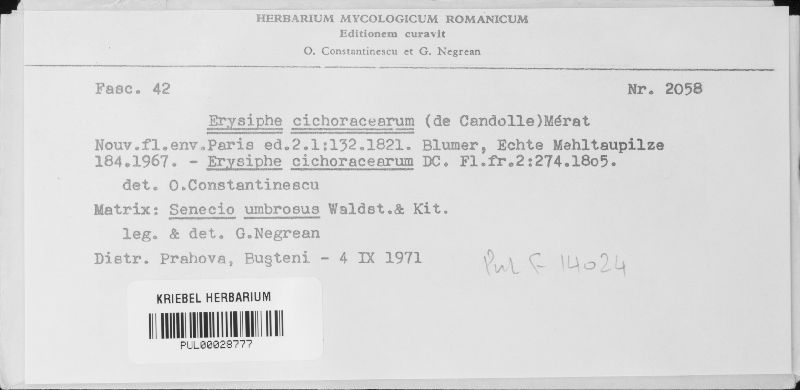 HERBARIUM MYCOLOGICUM ROMANICUM
Editionem curavit
O. Constantinescu et G. Negrean
Fasc. 42 Nr. 2058
Erysiphe cichoracearum (de Candolle)Mérat
Nouv.fl.env.Paris ed.2.1:132.1821. Blumer, Echte Mehltaupilze
184.1967. - Erysiphe cichoracearum DC. Fl.fr.2:274.18o5.
det. O.Constantinescu
Matrix: Senecio umbrosus Waldst.& Kit.
leg. & det. G.Negrean
Distr. Prahova, Buşteni - 4 IX 1971
Pul F 14024
KRIEBEL HERBARIUM
PUL00028777